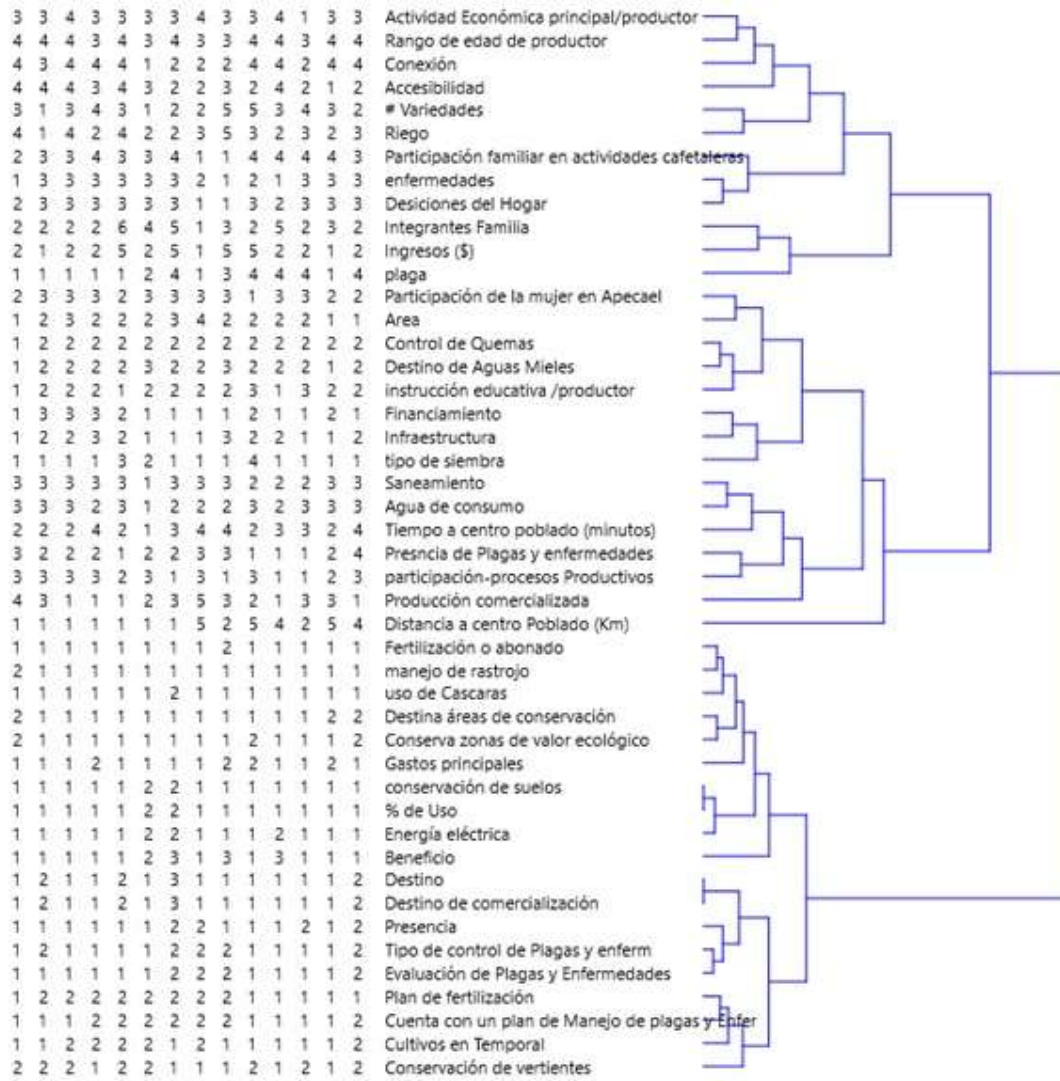 3 3 4 3 3 3 3 4 3 3 4 1 3 3 Actividad Económica principal/productor
4 4 4 3 4 3 4 3 3 4 4 3 4 4 Rango de edad de productor
4 3 4 4 4 1 2 2 2 4 4 2 4 4 Conexión
4 4 4 3 4 3 2 2 3 2 4 2 1 2 Accesibilidad
3 1 3 4 3 1 2 2 5 5 3 4 3 2 # Variedades
4 1 4 2 4 2 2 3 5 3 2 3 2 3 Riego
2 3 3 4 3 3 4 1 1 4 4 4 4 3 Participación familiar en actividades cafetaleras
1 3 3 3 3 3 3 2 1 2 1 3 3 3 enfermedades
2 3 3 3 3 3 3 1 1 3 2 3 3 3 Desiciones del Hogar
2 2 2 2 6 4 5 1 3 2 5 2 3 2 Integrantes Familia
2 1 2 2 5 2 5 1 5 5 2 2 1 2 Ingresos ($)
1 1 1 1 1 2 4 1 3 4 4 4 1 4 plaga
2 3 3 3 2 3 3 3 3 1 3 3 2 2 Participación de la mujer en Apecael
1 2 3 2 2 2 3 4 2 2 2 2 1 1 Area
1 2 2 2 2 2 2 2 2 2 2 2 2 2 Control de Quemas
1 2 2 2 2 3 2 2 3 2 2 2 1 2 Destino de Aguas Mieles
1 2 2 2 1 2 2 2 2 3 1 3 2 2 instrucción educativa /productor
1 3 3 3 2 1 1 1 1 2 1 1 2 1 Financiamiento
1 2 2 3 2 1 1 1 3 2 2 1 1 2 Infraestructura
1 1 1 1 3 2 1 1 1 4 1 1 1 1 tipo de siembra
3 3 3 3 3 1 3 3 3 2 2 2 3 3 Saneamiento
3 3 3 2 3 1 2 2 2 3 2 3 3 3 Agua de consumo
2 2 2 4 2 1 3 4 4 2 3 3 2 4 Tiempo a centro poblado (minutos)
3 2 2 2 1 2 2 3 3 1 1 1 2 4 Presncia de Plagas y enfermedades
3 3 3 3 2 3 1 3 1 3 1 1 2 3 participación-procesos Productivos
4 3 1 1 1 2 3 5 3 2 1 3 3 1 Producción comercializada
1 1 1 1 1 1 1 5 2 5 4 2 5 4 Distancia a centro Poblado (Km)
1 1 1 1 1 1 1 1 2 1 1 1 1 1 Fertilización o abonado
2 1 1 1 1 1 1 1 1 1 1 1 1 1 manejo de rastrojo
1 1 1 1 1 1 2 1 1 1 1 1 1 1 uso de Cascaras
2 1 1 1 1 1 1 1 1 1 1 1 2 2 Destina áreas de conservación
2 1 1 1 1 1 1 1 1 2 1 1 1 2 Conserva zonas de valor ecológico
1 1 1 2 1 1 1 1 2 2 1 1 2 1 Gastos principales
1 1 1 1 1 2 2 1 1 1 1 1 1 1 conservación de suelos
1 1 1 1 1 2 2 1 1 1 1 1 1 1 % de Uso
1 1 1 1 1 2 2 1 1 1 2 1 1 1 Energía eléctrica
1 1 1 1 1 2 3 1 3 1 3 1 1 1 Beneficio
1 2 1 1 2 1 3 1 1 1 1 1 1 2 Destino
1 2 1 1 2 1 3 1 1 1 1 1 1 2 Destino de comercialización
1 1 1 1 1 1 2 2 1 1 1 2 1 2 Presencia
1 2 1 1 1 1 2 2 2 1 1 1 1 2 Tipo de control de Plagas y enferm
1 1 1 1 1 1 2 2 2 1 1 1 1 2 Evaluación de Plagas y Enfermedades
1 2 2 2 2 2 2 2 2 1 1 1 1 1 Plan de fertilización
1 1 1 2 2 2 2 2 2 1 1 1 1 2 Cuenta con un plan de Manejo de plagas y Enfer
1 1 2 2 2 2 1 2 1 1 1 1 1 2 Cultivos en Temporal
2 2 2 1 2 2 1 1 1 2 1 2 1 2 Conservación de vertientes